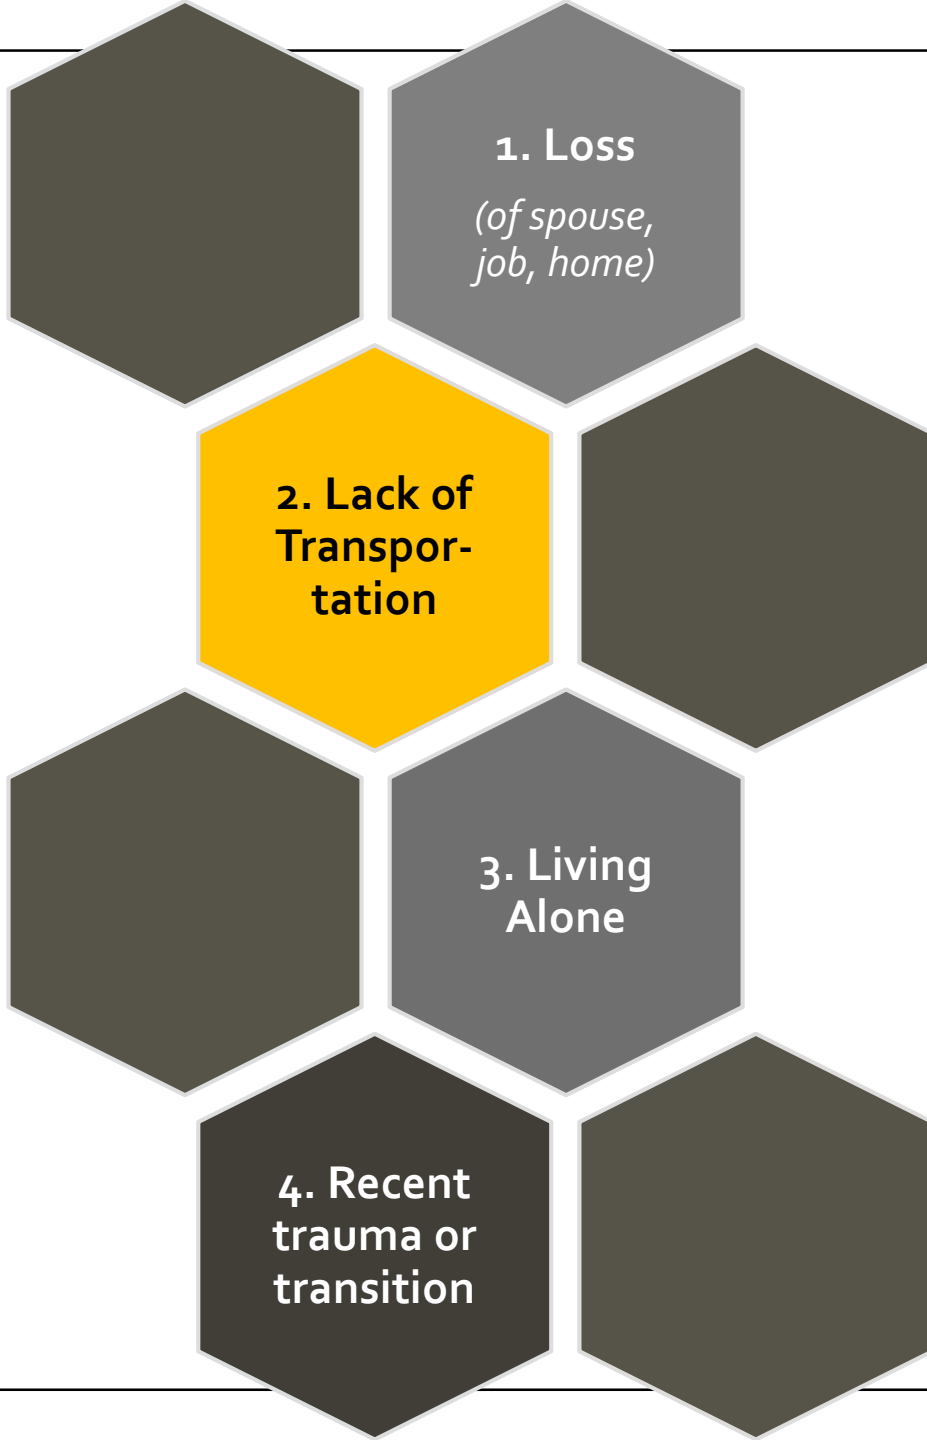 1. Loss
(of spouse,
job, home)
2. Lack of
Transpor-
tation
3. Living
Alone
4. Recent
trauma or
transition